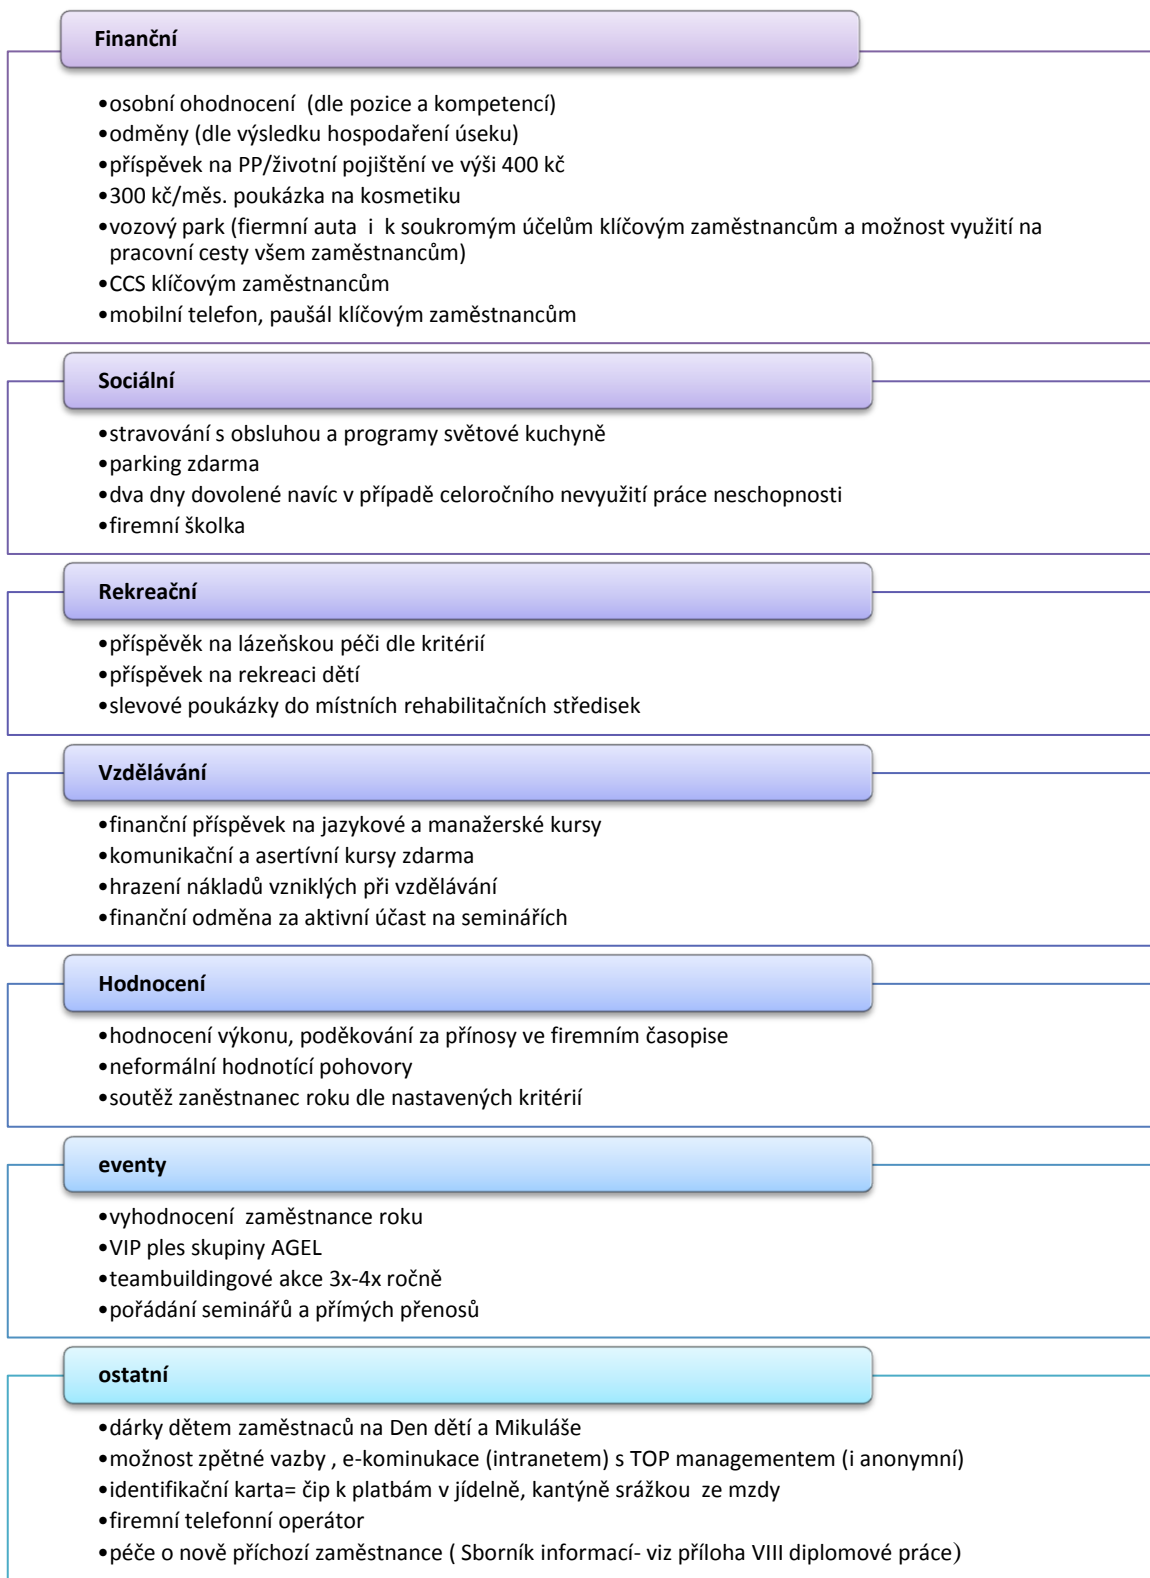 Finanční
•osobní ohodnocení  (dle pozice a kompetencí)
•odměny (dle výsledku hospodaření úseku)
•příspěvek na PP/životní pojištění ve výši 400 kč
•300 kč/měs. poukázka na kosmetiku
•vozový park (fiermní auta  i  k soukromým účelům klíčovým zaměstnancům a možnost využití na
pracovní cesty všem zaměstnancům)
•CCS klíčovým zaměstnancům
•mobilní telefon, paušál klíčovým zaměstnancům
Sociální
•stravování s obsluhou a programy světové kuchyně
•parking zdarma
•dva dny dovolené navíc v případě celoročního nevyužití práce neschopnosti
•firemní školka
Rekreační
•příspěvěk na lázeňskou péči dle kritérií
•příspěvek na rekreaci dětí
•slevové poukázky do místních rehabilitačních středisek
Vzdělávání
•finanční příspěvek na jazykové a manažerské kursy
•komunikační a asertívní kursy zdarma
•hrazení nákladů vzniklých při vzdělávání
•finanční odměna za aktivní účast na seminářích
Hodnocení
•hodnocení výkonu, poděkování za přínosy ve firemním časopise
•neformální hodnotící pohovory
•soutěž zaněstnanec roku dle nastavených kritérií
eventy
•vyhodnocení  zaměstnance roku
•VIP ples skupiny AGEL
•teambuildingové akce 3x-4x ročně
•pořádání seminářů a přímých přenosů
ostatní
•dárky dětem zaměstnaců na Den dětí a Mikuláše
•možnost zpětné vazby , e-kominukace (intranetem) s TOP managementem (i anonymní)
•identifikační karta= čip k platbám v jídelně, kantýně srážkou  ze mzdy
•firemní telefonní operátor
•péče o nově příchozí zaměstnance ( Sborník informací- viz příloha VIII diplomové práce)